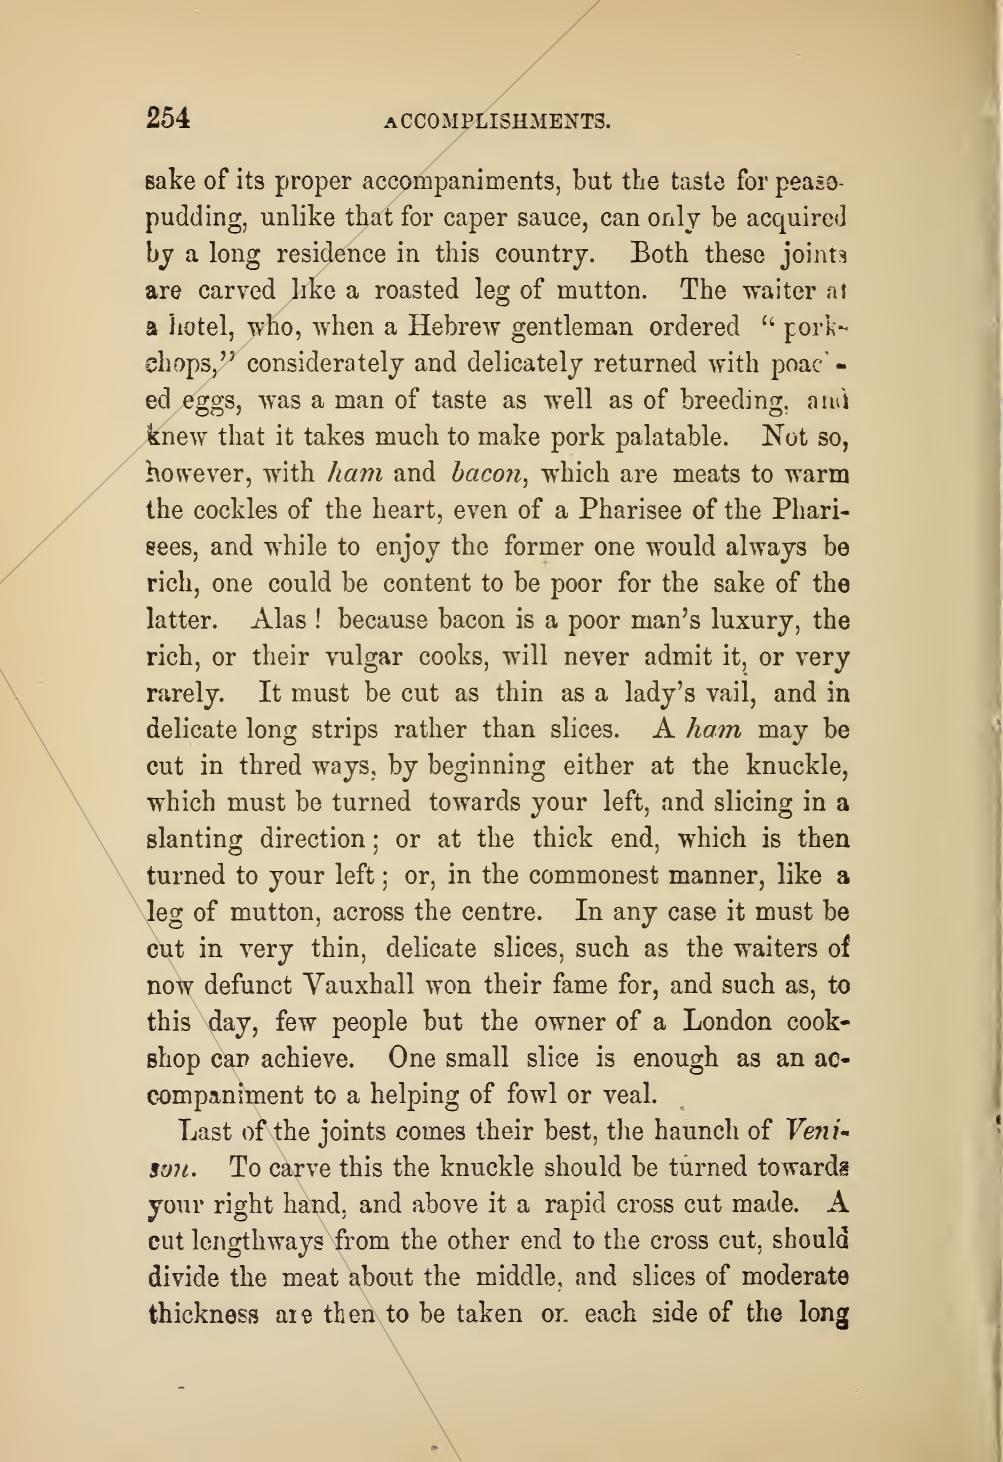 254 ACCOMPLISHMENTS.
sake of its proper accompaniments, but the taste for pease-
pudding, unlike that for caper sauce, can only be acquired
by a long residence in this country. Both these joints
are carved like a roasted leg of mutton. The waiter at
a hotel, who, when a Hebrew gentleman ordered “ pork-
chops,” considerately and delicately returned with poach-
ed eggs, was a man of taste as well as of breeding, and
knew that it takes much to make pork palatable. Not so,
however, with ham and bacon, which are meats to warm
the cockles of the heart, even of a Pharisee of the Phari-
sees, and while to enjoy the former one would always be
rich, one could be content to be poor for the sake of the
latter. Alas ! because bacon is a poor man’s luxury, the
rich, or their vulgar cooks, will never admit it, or very
rarely. It must be cut as thin as a lady’s vail, and in
delicate long strips rather than slices. A ham may be
cut in thred ways, by beginning either at the knuckle,
which must be turned towards your left, and slicing in a
slanting direction ; or at the thick end, which is then
turned to your left ; or, in the commonest manner, like a
leg of mutton, across the centre. In any case it must be
cut in very thin, delicate slices, such as the waiters of
now defunct Vauxhall won their fame for, and such as, to
this day, few people but the owner of a London cook-
shop can achieve. One small slice is enough as an ac-
companiment to a helping of fowl or veal.
Last of the joints comes their best, the haunch of Veni-
son. To carve this the knuckle should be turned towards
your right hand, and above it a rapid cross cut made. A
cut lengthways from the other end to the cross cut, should
divide the meat about the middle, and slices of moderate
thickness are then to be taken on each side of the long